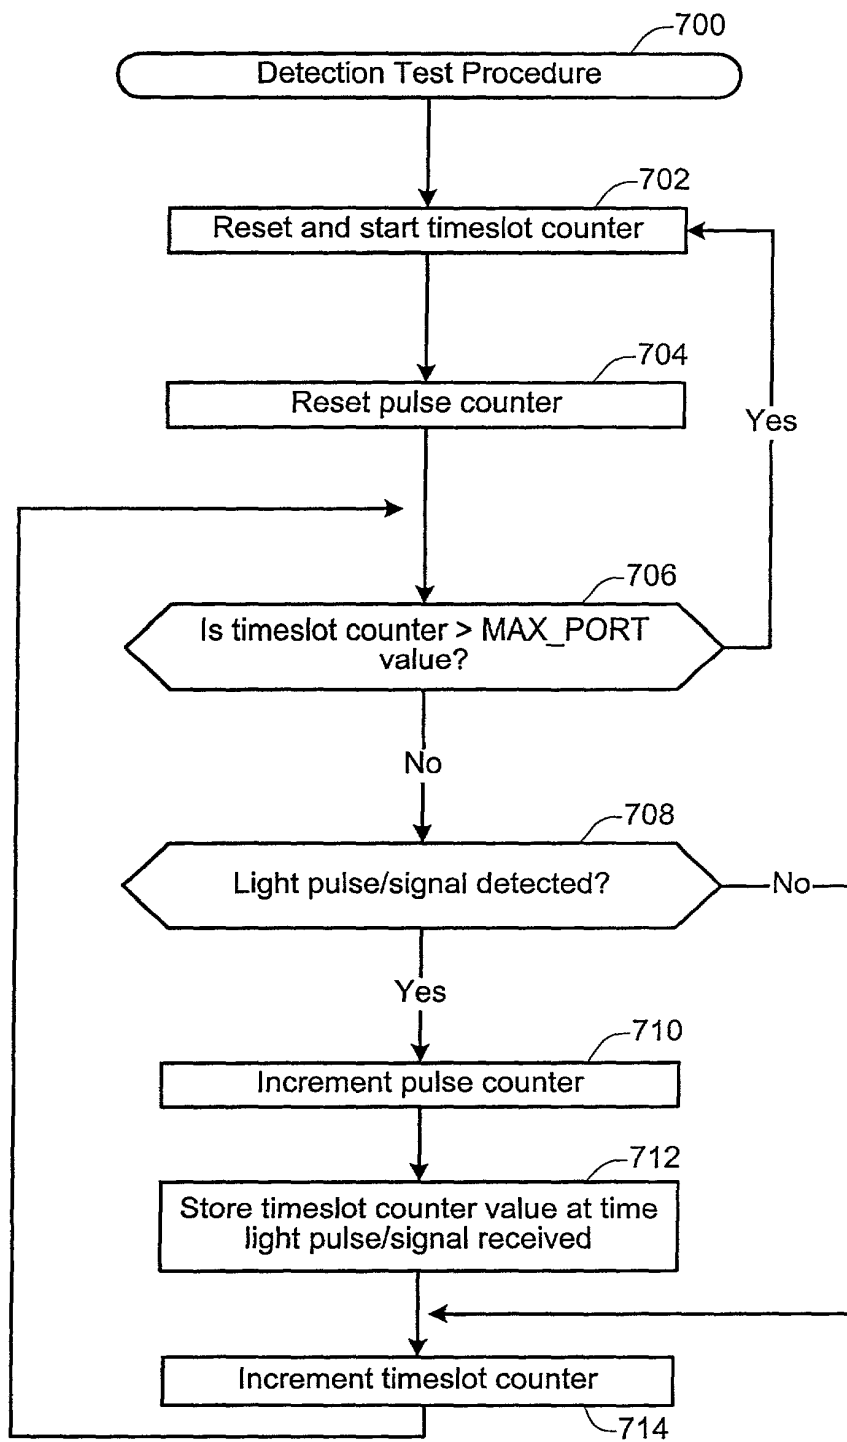 700
Detection Test Procedure
702
Reset and start timeslot counter
704
Reset pulse counter
Yes
706
Is timeslot counter > MAX_PORT
value?
No
708
Light pulse/signal detected?
No
Yes
710
Increment pulse counter
712
Store timeslot counter value at time
light pulse/signal received
Increment timeslot counter
714